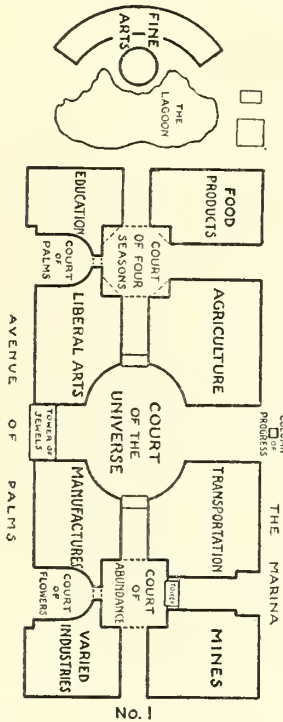 FINE
ARTS
THE
LAGOON
EDUCATION
FOOD
PRODUCTS
COURT
OF
PALMS
COURT
OF FOUR
SEASONS
LIBERAL ARTS
AGRICULTURE
AVENUE OF PALMS
TOWER OF
JEWELS
COURT
OF THE
UNIVERSE
COLUMN
OF
PROGRESS
THE MARINA
MANUFACTURES
TRANSPORTATION
COURT
OF
FLOWERS
COURT
OF
ABUNDANCE
TOWER
VARIED
INDUSTRIES
MINES
No. 1